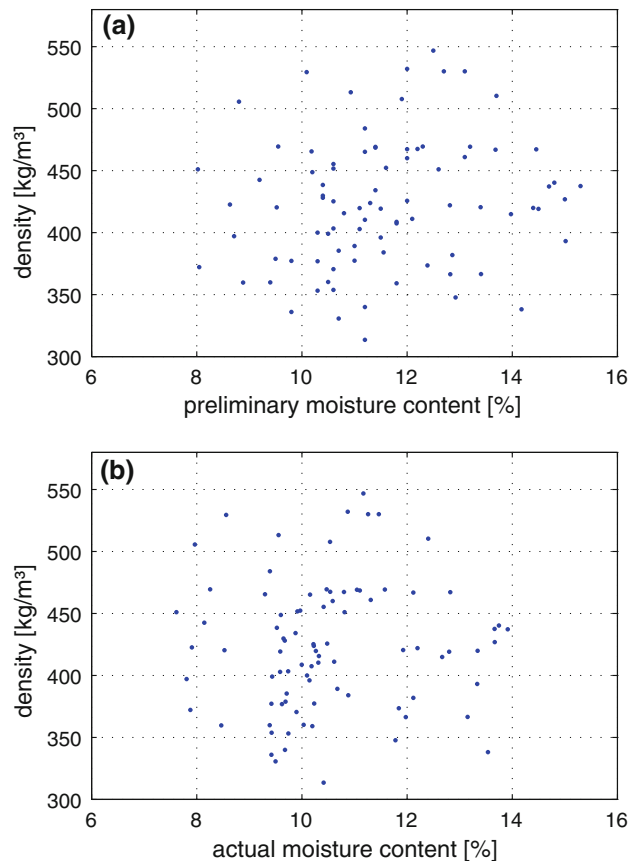 (a)
density [kg/m³]
550
500
450
400
350
300
6 8 10 12 14 16
preliminary moisture content [%]
(b)
density [kg/m³]
550
500
450
400
350
300
6 8 10 12 14 16
actual moisture content [%]